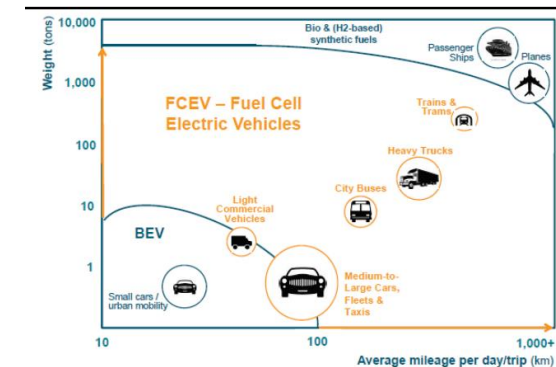 Weight (tons)
10,000
1,000
100
10
1
Bio & (H2-based)
synthetic fuels
Passenger
Ships
Planes
FCEV – Fuel Cell
Electric Vehicles
Trains &
Trams
Heavy Trucks
City Buses
Light
Commercial
Vehicles
BEV
Medium-to-
Large Cars,
Fleets &
Taxis
Small cars /
urban mobility
10
100
1,000+
Average mileage per day/trip (km)